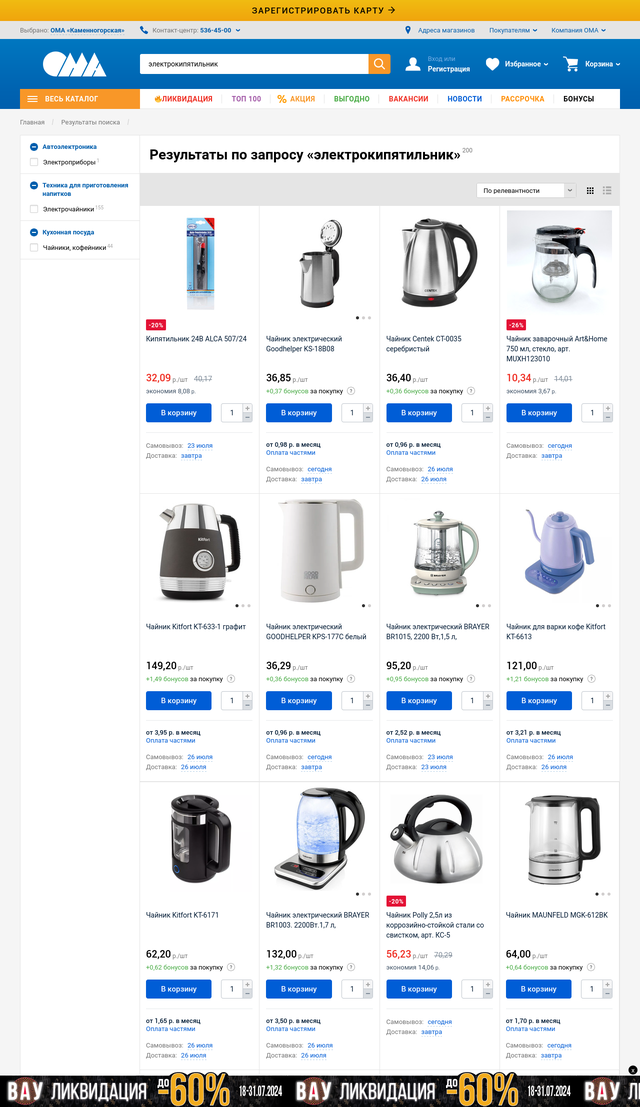 ЗАРЕГИСТРИРОВАТЬ КАРТУ →
Выбрано: ОМА «Каменногорская»
Контакт-центр: 536-45-00
Адреса магазинов
Покупателям
Компания ОМА
ОМА
электрокипятильник
Вход или
Регистрация
Избранное
Корзина
ВЕСЬ КАТАЛОГ
ЛИКВИДАЦИЯ
ТОП 100
% АКЦИЯ
ВЫГОДНО
ВАКАНСИИ
НОВОСТИ
РАССРОЧКА
БОНУСЫ
Главная / Результаты поиска /
Автоэлектроника
Электроприборы 1
Техника для приготовления
напитков
Электрочайники 155
Кухонная посуда
Чайники, кофейники 44
Результаты по запросу «электрокипятильник» 200
По релевантности
-20%
-26%
Кипятильник 24В ALCA 507/24
Чайник электрический
Goodhelper KS-18B08
Чайник Centek CT-0035
серебристый
Чайник заварочный Art&Home
750 мл, стекло, арт.
MUXH123010
32,09 р./шт 40,17
экономия 8,08 р.
36,85 р./шт
+0,37 бонусов за покупку
36,40 р./шт
+0,36 бонусов за покупку
10,34 р./шт 14,01
экономия 3,67 р.
В корзину 1 + −
В корзину 1 + −
В корзину 1 + −
В корзину 1 + −
Самовывоз: 23 июля
Доставка: завтра
от 0,98 р. в месяц
Оплата частями
Самовывоз: сегодня
Доставка: завтра
от 0,96 р. в месяц
Оплата частями
Самовывоз: 26 июля
Доставка: 26 июля
Самовывоз: сегодня
Доставка: завтра
Чайник Kitfort KT-633-1 графит
Чайник электрический
GOODHELPER KPS-177C белый
Чайник электрический BRAYER
BR1015, 2200 Вт,1,5 л,
Чайник для варки кофе Kitfort
KT-6613
149,20 р./шт
+1,49 бонусов за покупку
36,29 р./шт
+0,36 бонусов за покупку
95,20 р./шт
+0,95 бонусов за покупку
121,00 р./шт
+1,21 бонусов за покупку
В корзину 1 + −
В корзину 1 + −
В корзину 1 + −
В корзину 1 + −
от 3,95 р. в месяц
Оплата частями
Самовывоз: 26 июля
Доставка: 26 июля
от 0,96 р. в месяц
Оплата частями
Самовывоз: сегодня
Доставка: завтра
от 2,52 р. в месяц
Оплата частями
Самовывоз: 23 июля
Доставка: 23 июля
от 3,21 р. в месяц
Оплата частями
Самовывоз: 26 июля
Доставка: 26 июля
-20%
Чайник Kitfort KT-6171
Чайник электрический BRAYER
BR1003. 2200Вт.1,7 л,
Чайник Polly 2,5л из
коррозийно-стойкой стали со
свистком, арт. КС-5
Чайник MAUNFELD MGK-612BK
62,20 р./шт
+0,62 бонусов за покупку
132,00 р./шт
+1,32 бонусов за покупку
56,23 р./шт 70,29
экономия 14,06 р.
64,00 р./шт
+0,64 бонусов за покупку
В корзину 1 + −
В корзину 1 + −
В корзину 1 + −
В корзину 1 + −
от 1,65 р. в месяц
Оплата частями
Самовывоз: 26 июля
Доставка: 26 июля
от 3,50 р. в месяц
Оплата частями
Самовывоз: 26 июля
Доставка: 26 июля
Самовывоз: сегодня
Доставка: завтра
от 1,70 р. в месяц
Оплата частями
Самовывоз: сегодня
Доставка: завтра
ВАУ ЛИКВИДАЦИЯ до -60% 18-31.07.2024 ВАУ ЛИКВИДАЦИЯ до -60% 18-31.07.2024 ВАУ Л